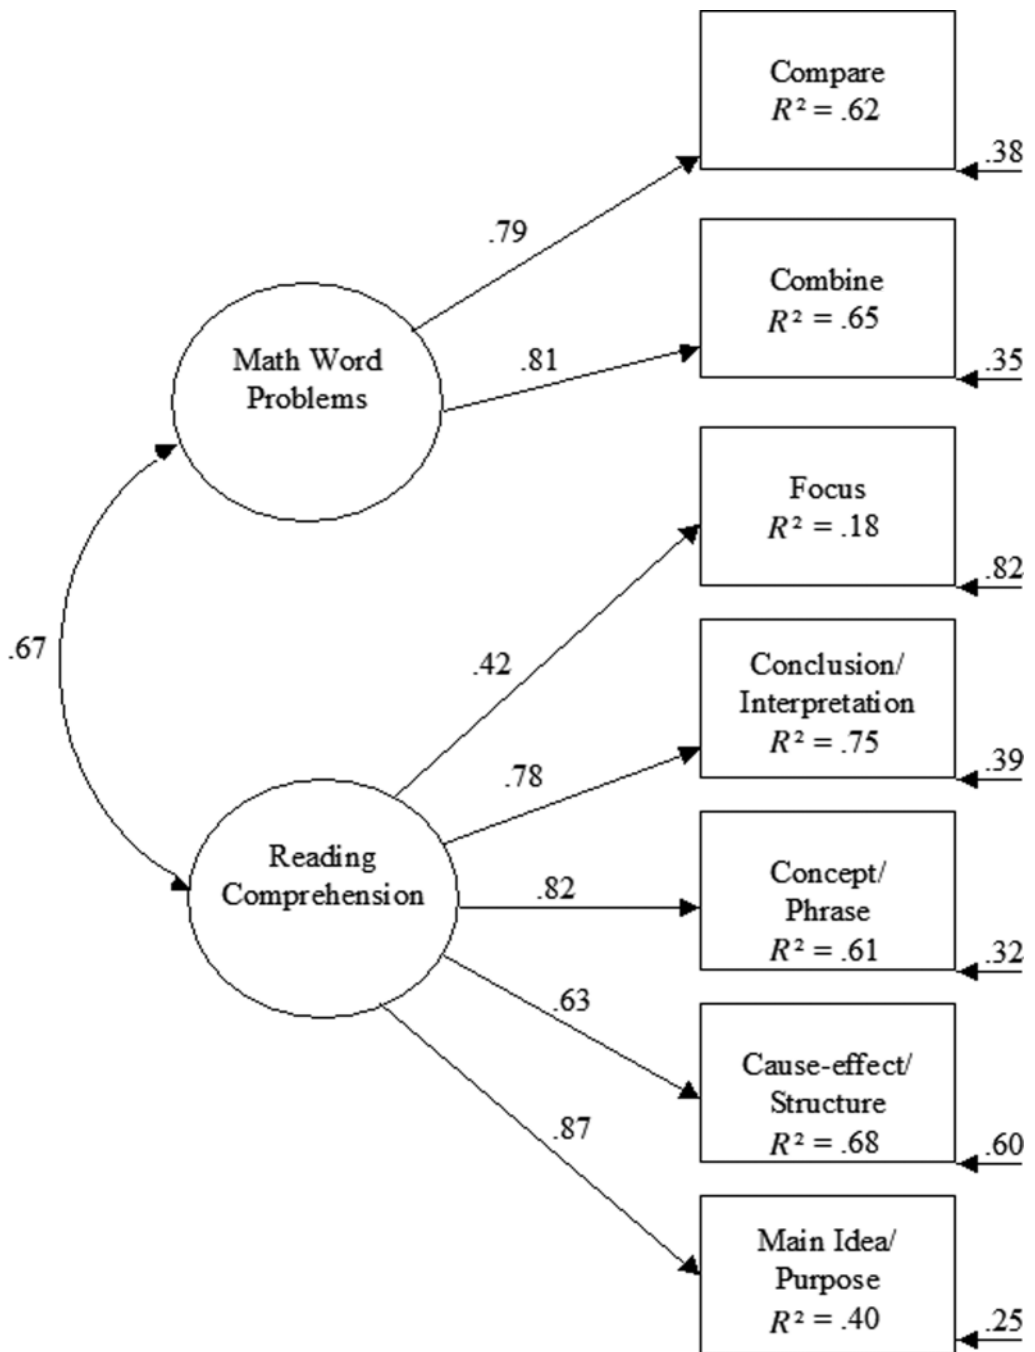 Compare
R² = .62
.38
.79
Combine
R² = .65
.35
.81
Math Word
Problems
Focus
R² = .18
.82
.67
.42
Conclusion/
Interpretation
R² = .75
.39
.78
Reading
Comprehension
Concept/
Phrase
R² = .61
.32
.82
.63
Cause-effect/
Structure
R² = .68
.60
.87
Main Idea/
Purpose
R² = .40
.25